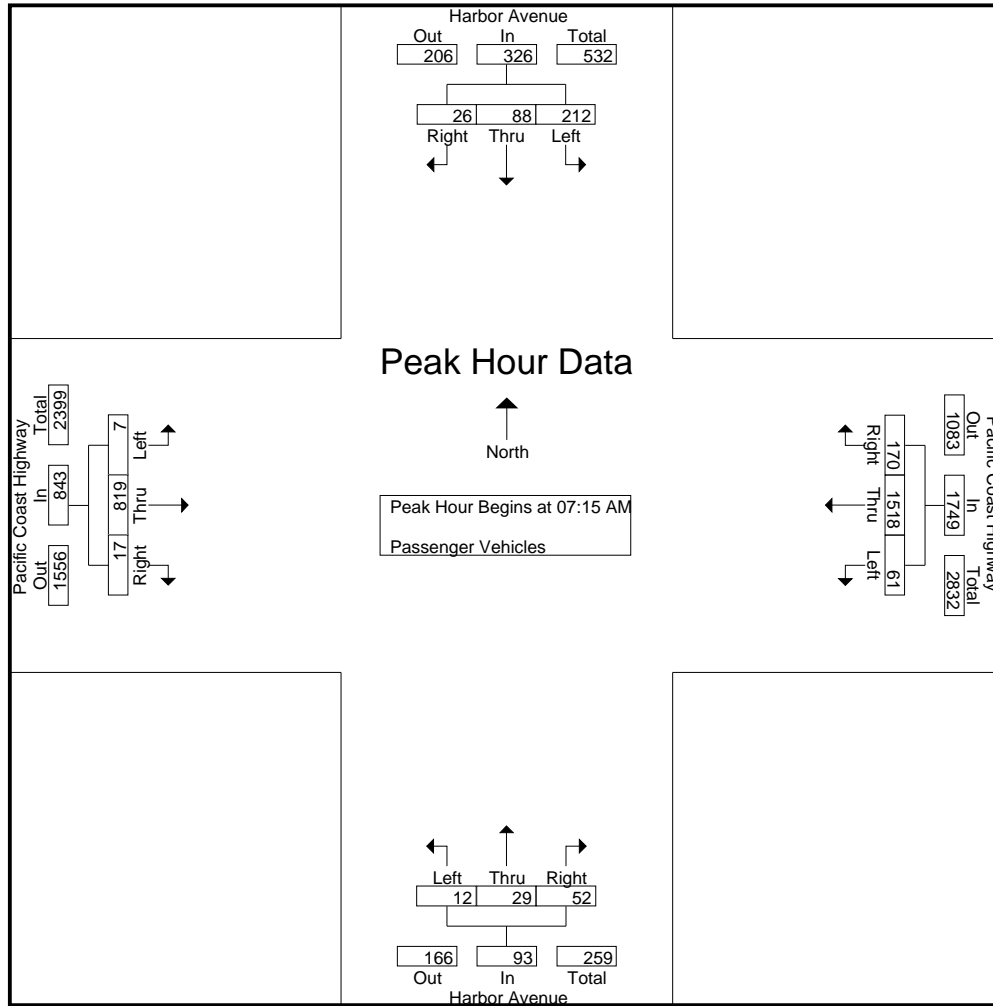 Harbor Avenue
Out In Total
206 326 532
26 88 212
Right Thru Left
Peak Hour Data
North
Peak Hour Begins at 07:15 AM
Passenger Vehicles
Pacific Coast Highway
Total In Out
2399 843 1556
7 819 17
Left Thru Right
Pacific Coast Highway
Out In Total
1083 1749 2832
170 1518 61
Right Thru Left
Left Thru Right
12 29 52
166 93 259
Out In Total
Harbor Avenue